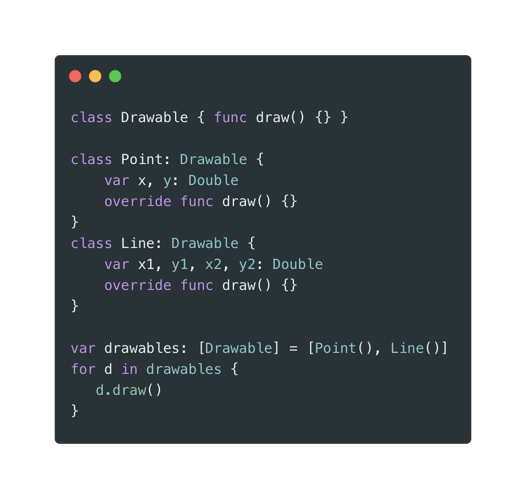 class Drawable { func draw() {} }

class Point: Drawable {
    var x, y: Double
    override func draw() {}
}
class Line: Drawable {
    var x1, y1, x2, y2: Double
    override func draw() {}
}

var drawables: [Drawable] = [Point(), Line()]
for d in drawables {
   d.draw()
}